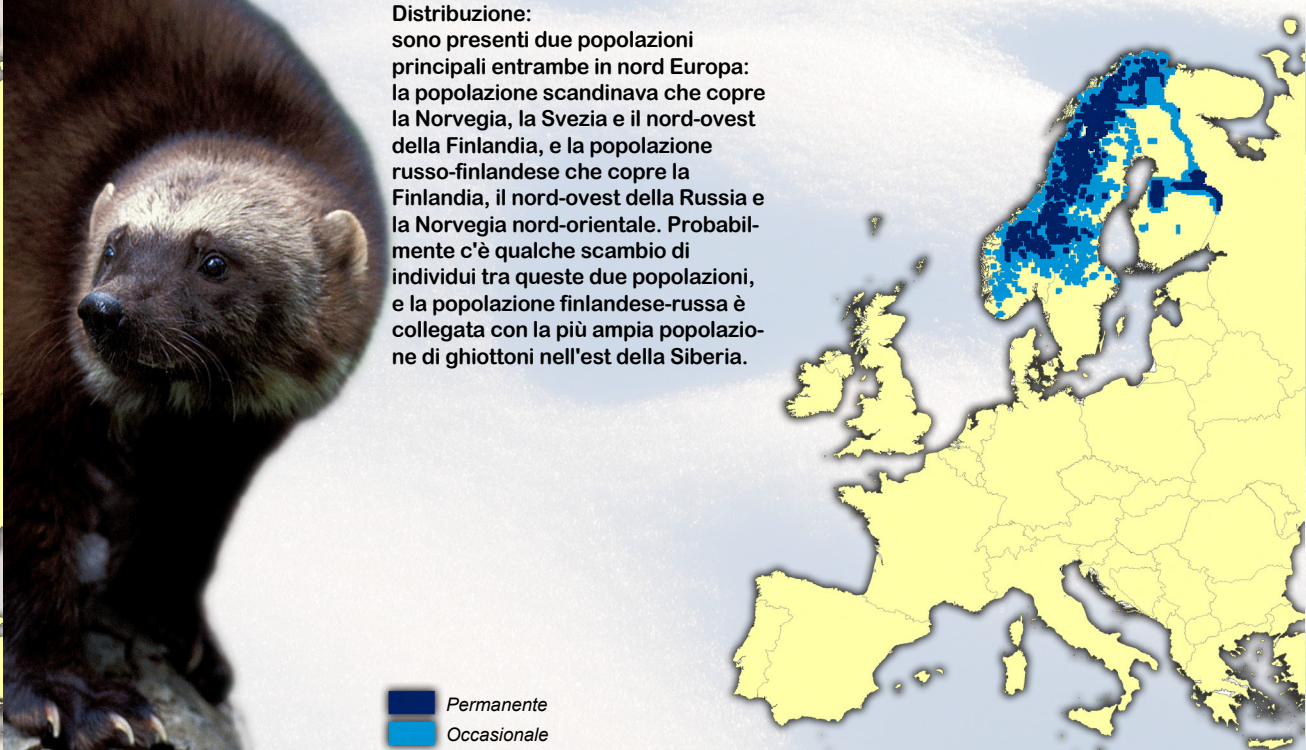 Distribuzione:
sono presenti due popolazioni
principali entrambe in nord Europa:
la popolazione scandinava che copre
la Norvegia, la Svezia e il nord-ovest
della Finlandia, e la popolazione
russo-finlandese che copre la
Finlandia, il nord-ovest della Russia e
la Norvegia nord-orientale. Probabil-
mente c'è qualche scambio di
individui tra queste due popolazioni,
e la popolazione finlandese-russa è
collegata con la più ampia popolazio-
ne di ghiottoni nell'est della Siberia.
Permanente
Occasionale